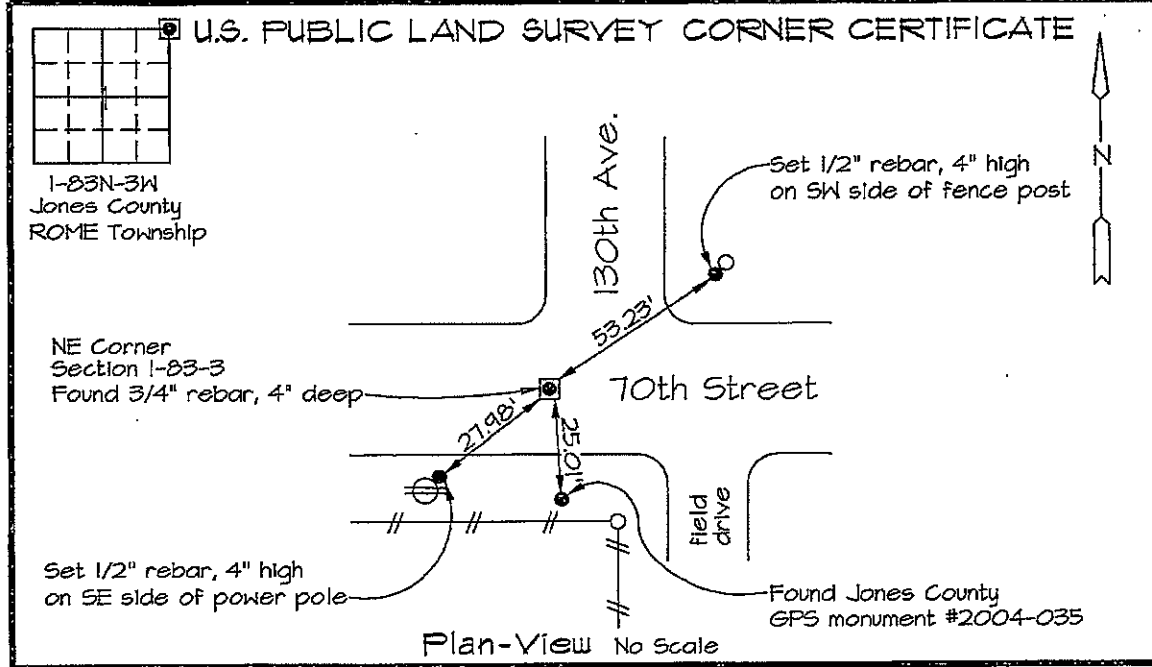 U.S. PUBLIC LAND SURVEY CORNER CERTIFICATE
1-83N-3W
Jones County
ROME Township
130th Ave.
Set 1/2" rebar, 4" high
on SW side of fence post
N
53.23'
NE Corner
Section 1-83-3
Found 3/4" rebar, 4" deep
70th Street
27.98'
25.01'
field
drive
Set 1/2" rebar, 4" high
on SE side of power pole
Found Jones County
GPS monument #2004-035
Plan-View No Scale